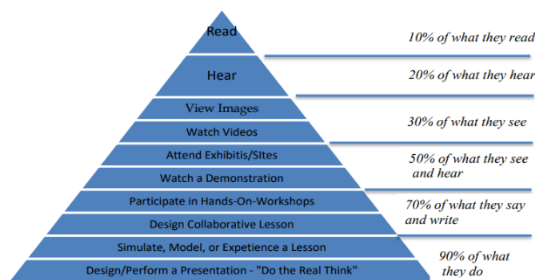 Read
10% of what they read
Hear
20% of what they hear
View Images
30% of what they see
Watch Videos
Attend Exhibitis/SItes
50% of what they see
and hear
Watch a Demonstration
Participate in Hands-On-Workshops
70% of what they say
and write
Design Collaborative Lesson
Simulate, Model, or Expetience a Lesson
90% of what
they do
Design/Perform a Presentation - "Do the Real Think"